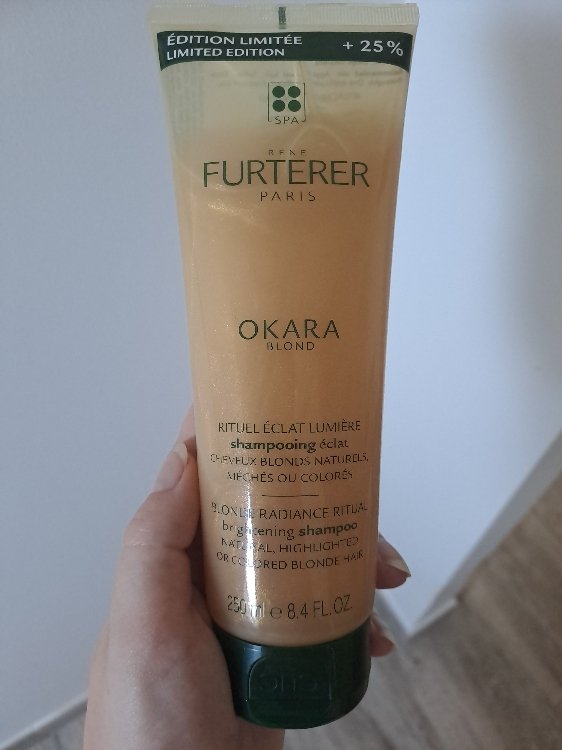 ÉDITION LIMITÉE
LIMITED EDITION
+ 25%
SPA
RENE
FURTERER
PARIS
OKARA
BLOND
RITUEL ÉCLAT LUMIÈRE
shampooing éclat
CHEVEUX BLONDS NATURELS,
MÉCHÉS OU COLORÉS
BLONDE RADIANCE RITUAL
brightening shampoo
NATURAL, HIGHLIGHTED
OR COLORED BLONDE HAIR
250 ml e 8.4 FL.OZ.